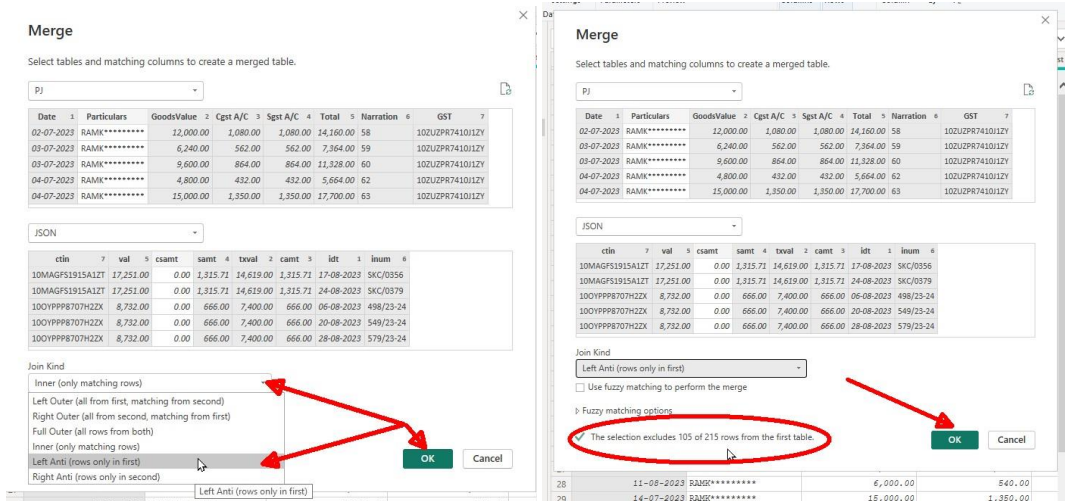 Merge
Select tables and matching columns to create a merged table.
PJ
Date 1 Particulars GoodsValue 2 Cgst A/C 3 Sgst A/C 4 Total 5 Narration 6 GST 7
02-07-2023 RAMK********* 12,000.00 1,080.00 1,080.00 14,160.00 58 10ZUZPR7410J1ZY
03-07-2023 RAMK********* 6,240.00 562.00 562.00 7,364.00 59 10ZUZPR7410J1ZY
03-07-2023 RAMK********* 9,600.00 864.00 864.00 11,328.00 60 10ZUZPR7410J1ZY
04-07-2023 RAMK********* 4,800.00 432.00 432.00 5,664.00 62 10ZUZPR7410J1ZY
04-07-2023 RAMK********* 15,000.00 1,350.00 1,350.00 17,700.00 63 10ZUZPR7410J1ZY
JSON
ctin 7 val 5 csamt samt 4 txval 2 camt 3 idt 1 inum 6
10MAGFS1915A1ZT 17,251.00 0.00 1,315.71 14,619.00 1,315.71 17-08-2023 SKC/0356
10MAGFS1915A1ZT 17,251.00 0.00 1,315.71 14,619.00 1,315.71 24-08-2023 SKC/0379
10OYPPP8707H2ZX 8,732.00 0.00 666.00 7,400.00 666.00 06-08-2023 498/23-24
10OYPPP8707H2ZX 8,732.00 0.00 666.00 7,400.00 666.00 20-08-2023 549/23-24
10OYPPP8707H2ZX 8,732.00 0.00 666.00 7,400.00 666.00 28-08-2023 579/23-24
Join Kind
Inner (only matching rows)
Left Outer (all from first, matching from second)
Right Outer (all from second, matching from first)
Full Outer (all rows from both)
Inner (only matching rows)
Left Anti (rows only in first)
Right Anti (rows only in second)
Left Anti (rows only in first)
OK Cancel
Merge
Select tables and matching columns to create a merged table.
PJ
Date 1 Particulars GoodsValue 2 Cgst A/C 3 Sgst A/C 4 Total 5 Narration 6 GST 7
02-07-2023 RAMK********* 12,000.00 1,080.00 1,080.00 14,160.00 58 10ZUZPR7410J1ZY
03-07-2023 RAMK********* 6,240.00 562.00 562.00 7,364.00 59 10ZUZPR7410J1ZY
03-07-2023 RAMK********* 9,600.00 864.00 864.00 11,328.00 60 10ZUZPR7410J1ZY
04-07-2023 RAMK********* 4,800.00 432.00 432.00 5,664.00 62 10ZUZPR7410J1ZY
04-07-2023 RAMK********* 15,000.00 1,350.00 1,350.00 17,700.00 63 10ZUZPR7410J1ZY
JSON
ctin 7 val 5 csamt samt 4 txval 2 camt 3 idt 1 inum 6
10MAGFS1915A1ZT 17,251.00 0.00 1,315.71 14,619.00 1,315.71 17-08-2023 SKC/0356
10MAGFS1915A1ZT 17,251.00 0.00 1,315.71 14,619.00 1,315.71 24-08-2023 SKC/0379
10OYPPP8707H2ZX 8,732.00 0.00 666.00 7,400.00 666.00 06-08-2023 498/23-24
10OYPPP8707H2ZX 8,732.00 0.00 666.00 7,400.00 666.00 20-08-2023 549/23-24
10OYPPP8707H2ZX 8,732.00 0.00 666.00 7,400.00 666.00 28-08-2023 579/23-24
Join Kind
Left Anti (rows only in first)
Use fuzzy matching to perform the merge
Fuzzy matching options
The selection excludes 105 of 215 rows from the first table.
OK Cancel
28 11-08-2023 RAMK********* 6,000.00 540.00
29 14-07-2023 RAMK********* 15,000.00 1,350.00